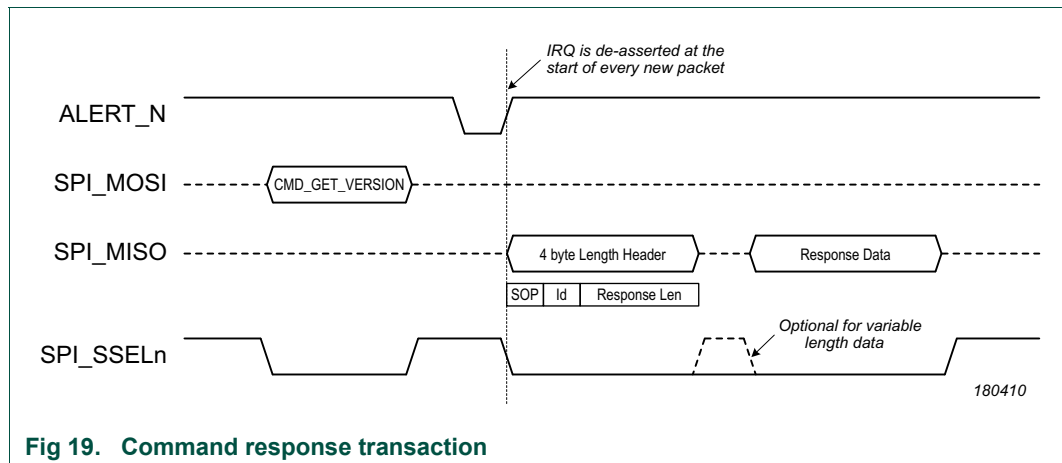 IRQ is de-asserted at the
start of every new packet
ALERT_N
SPI_MOSI
CMD_GET_VERSION
SPI_MISO
4 byte Length Header
Response Data
SOP
Id
Response Len
Optional for variable
length data
SPI_SSELn
180410
Fig 19. Command response transaction